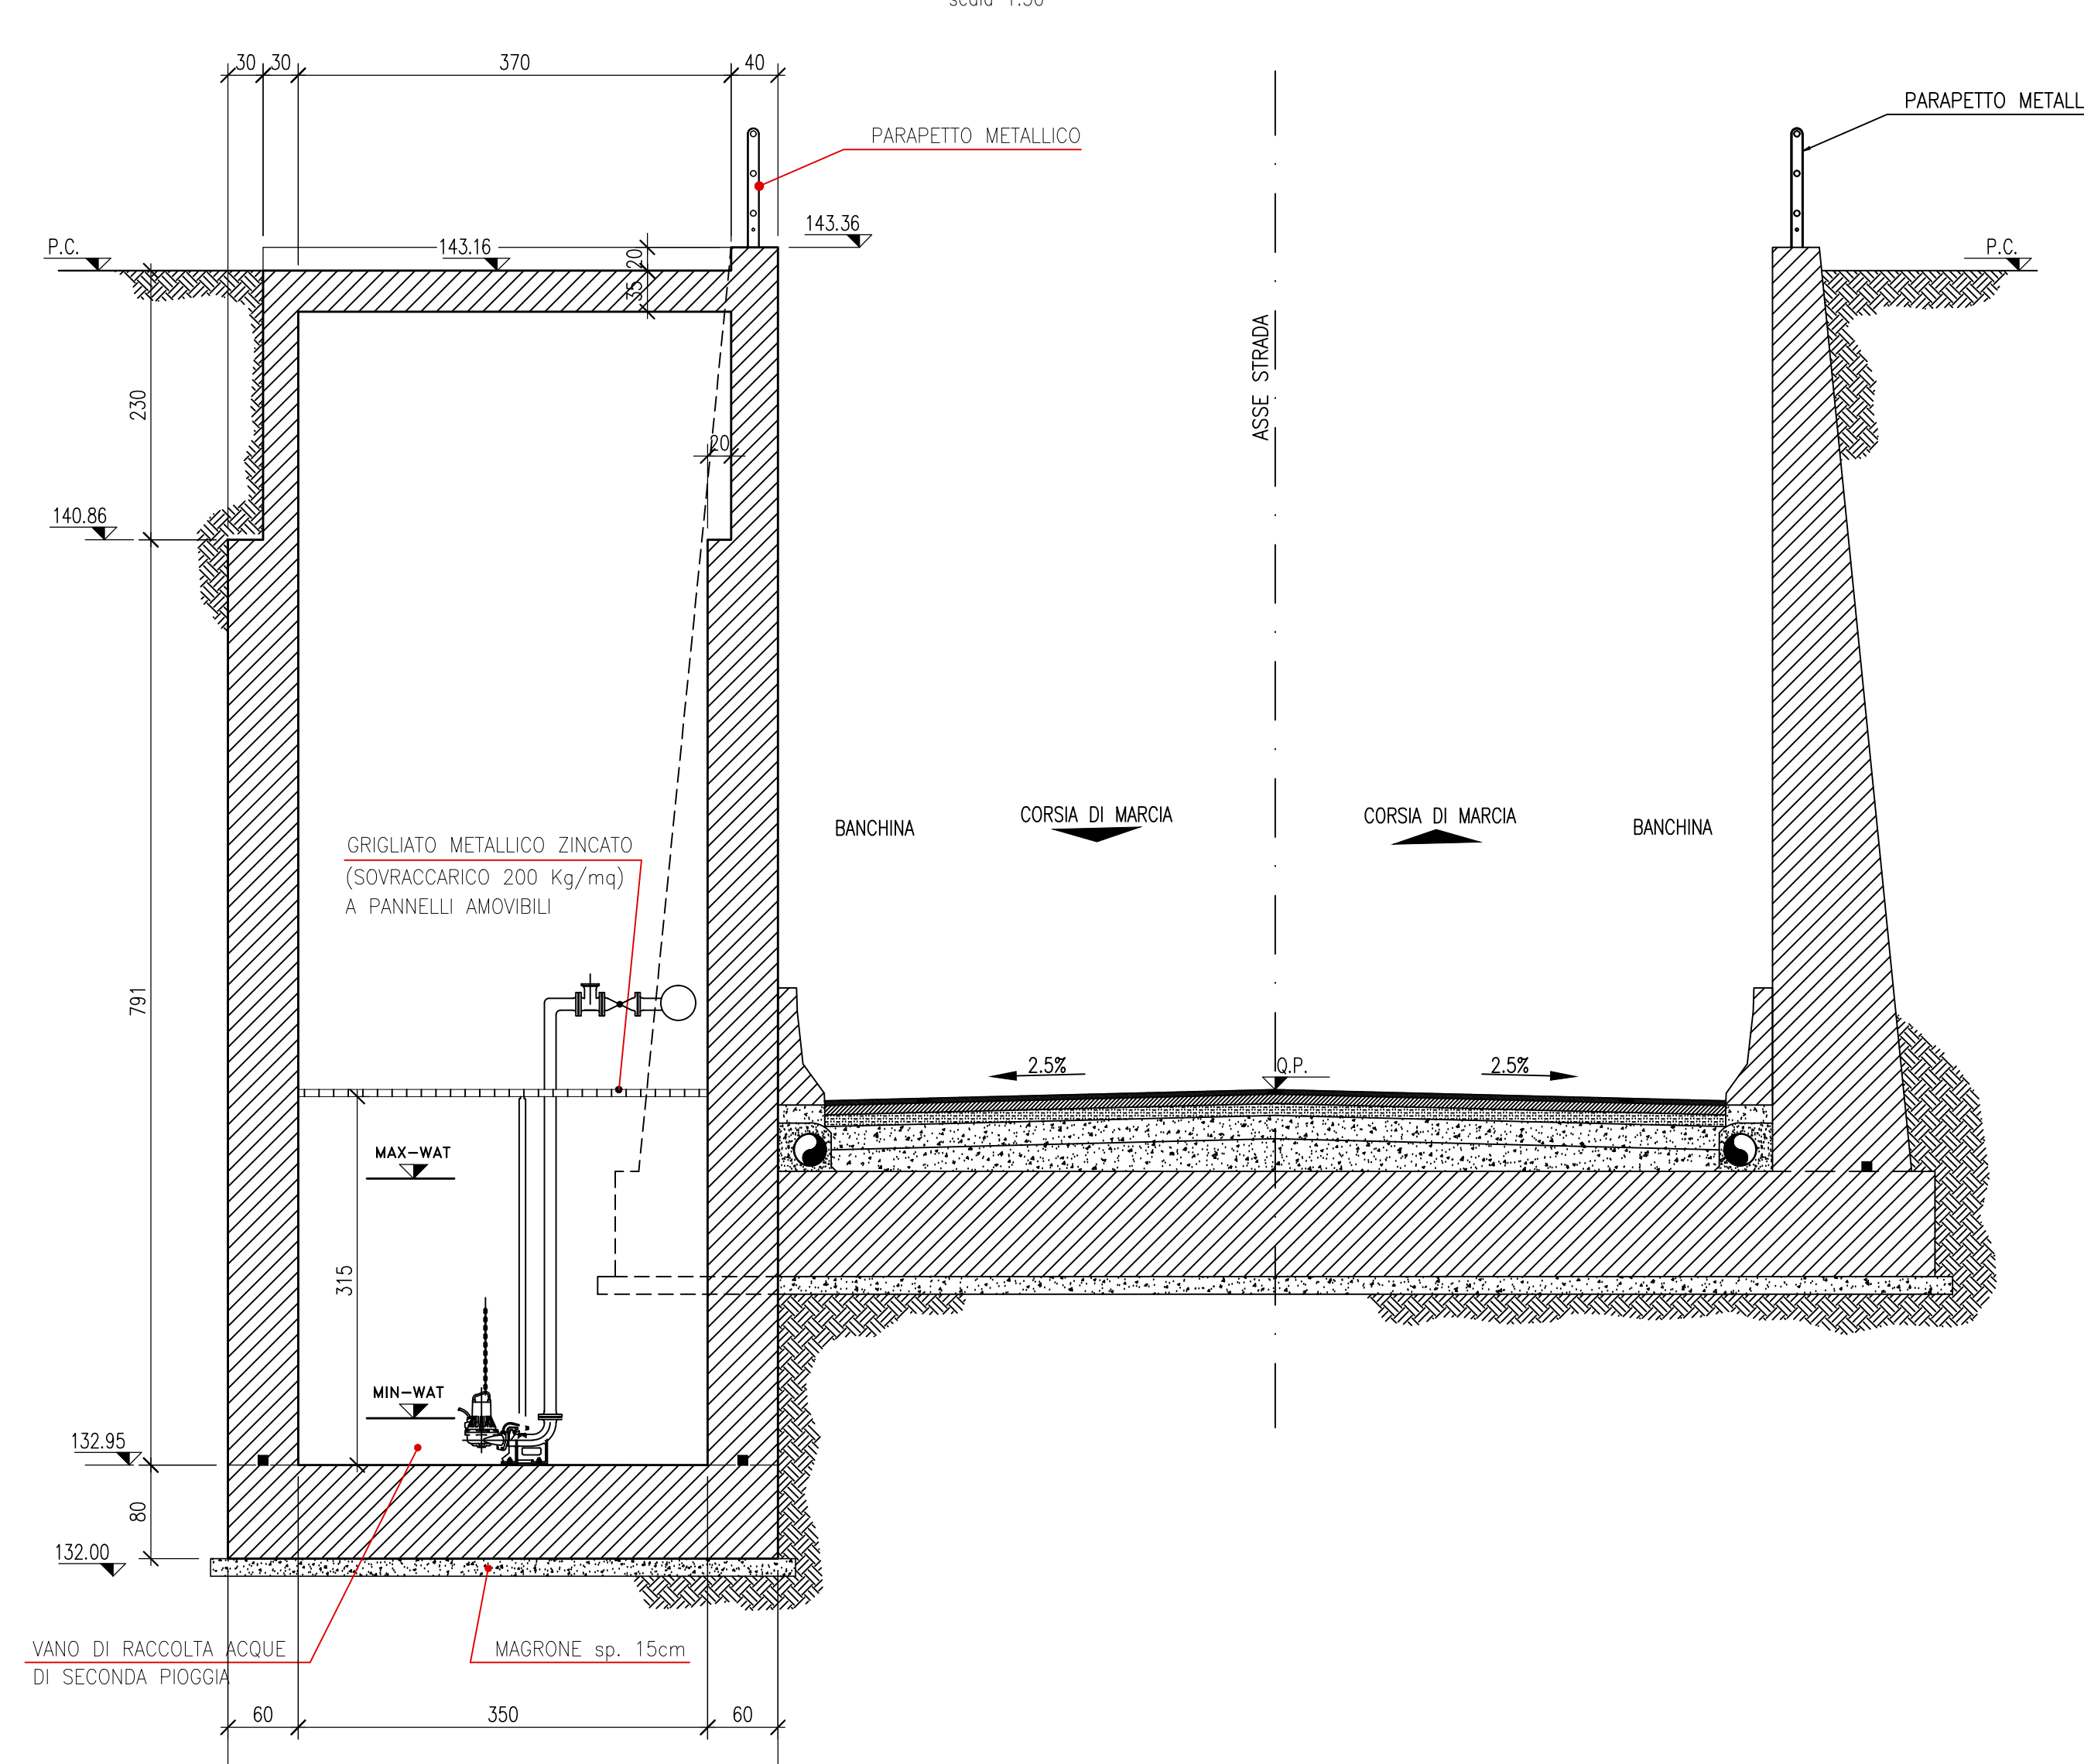 30 30 370 40
PARAPETTO METALLICO
143.36
P.C.
143.16
20
35
230
20
140.86
ASSE STRADA
P.C.
BANCHINA
CORSIA DI MARCIA
CORSIA DI MARCIA
BANCHINA
GRIGLIATO METALLICO ZINCATO
(SOVRACCARICO 200 Kg/mq)
A PANNELLI AMOVIBILI
791
2.5%
Q.P.
2.5%
MAX-WAT
315
MIN-WAT
132.95
80
132.00
VANO DI RACCOLTA ACQUE
DI SECONDA PIOGGIA
MAGRONE sp. 15cm
60 350 60
PARAPETTO METALL